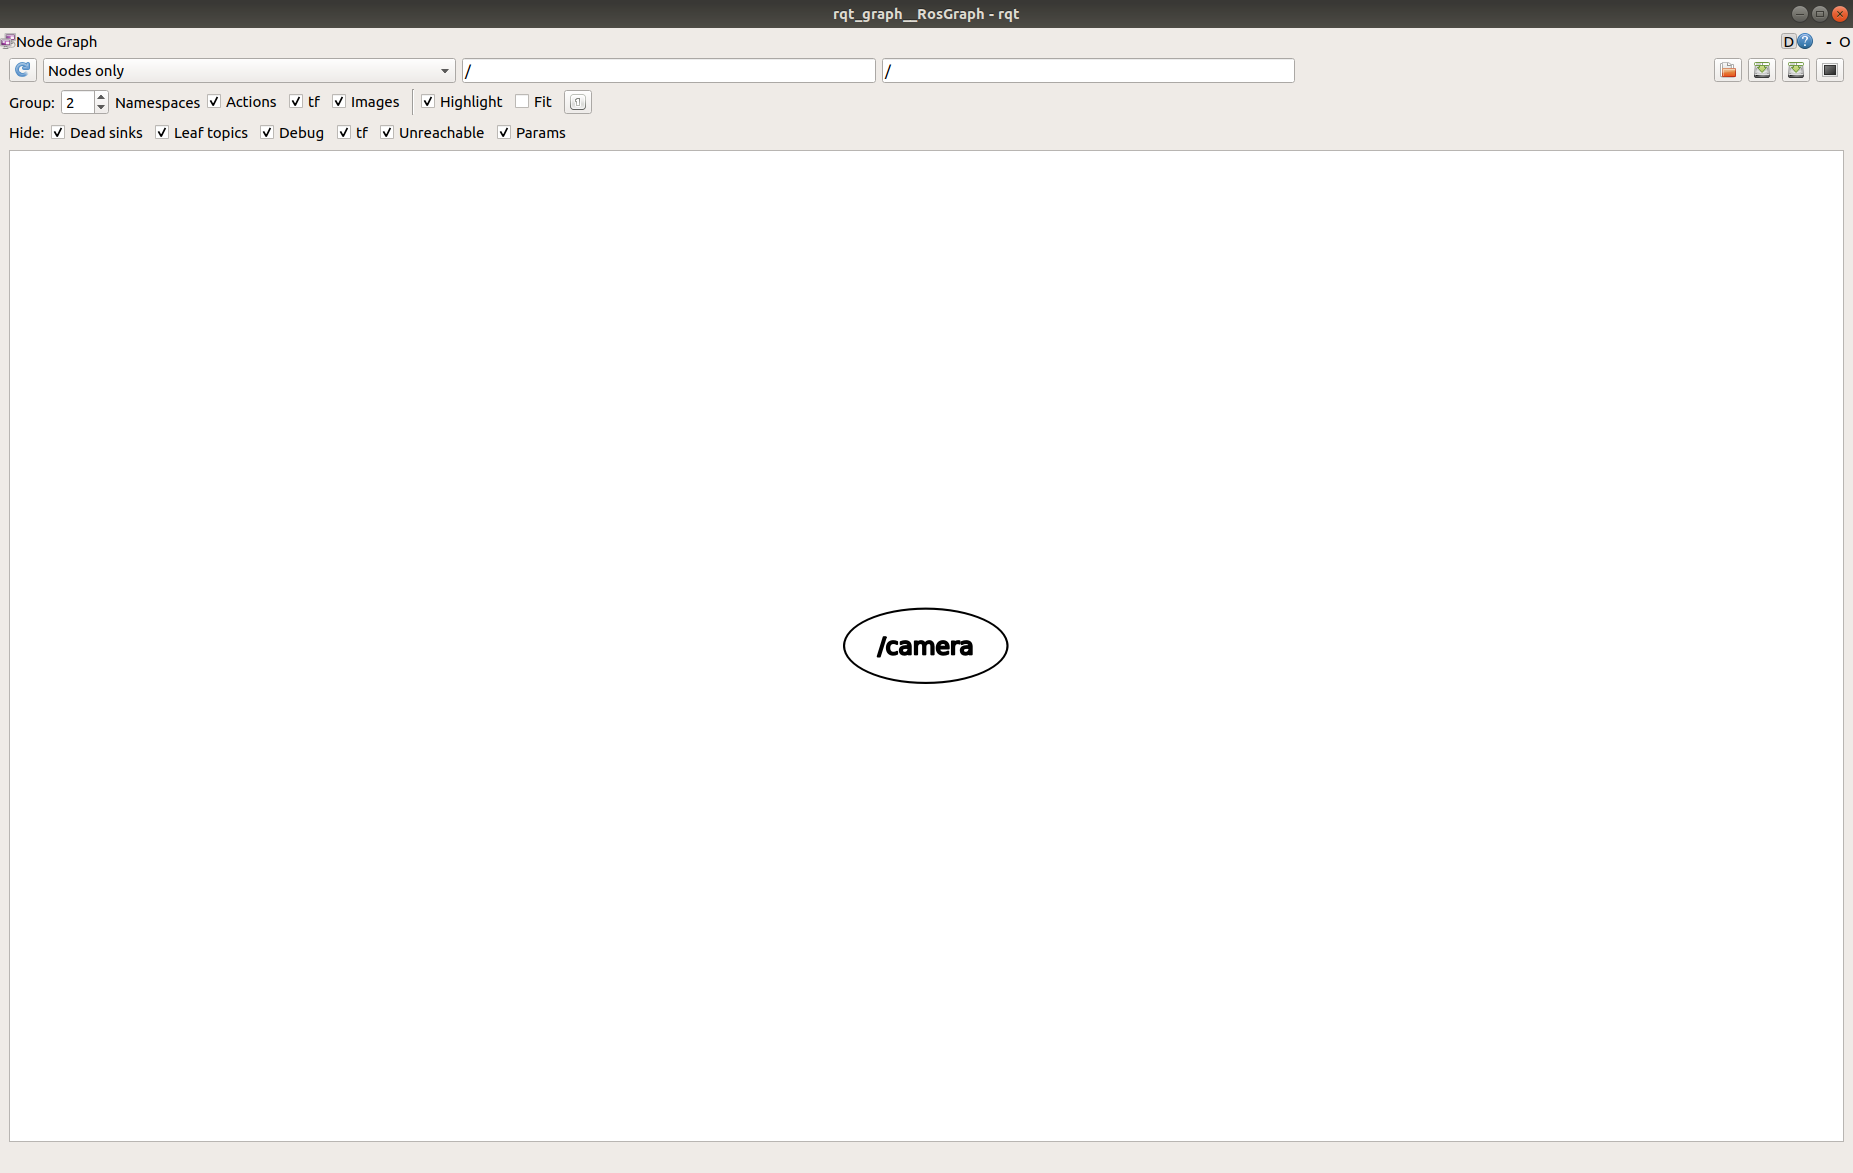 rqt_graph__RosGraph - rqt
Node Graph D ? - O
Nodes only / /
Group: 2 Namespaces Actions tf Images Highlight Fit
Hide: Dead sinks Leaf topics Debug tf Unreachable Params
/camera